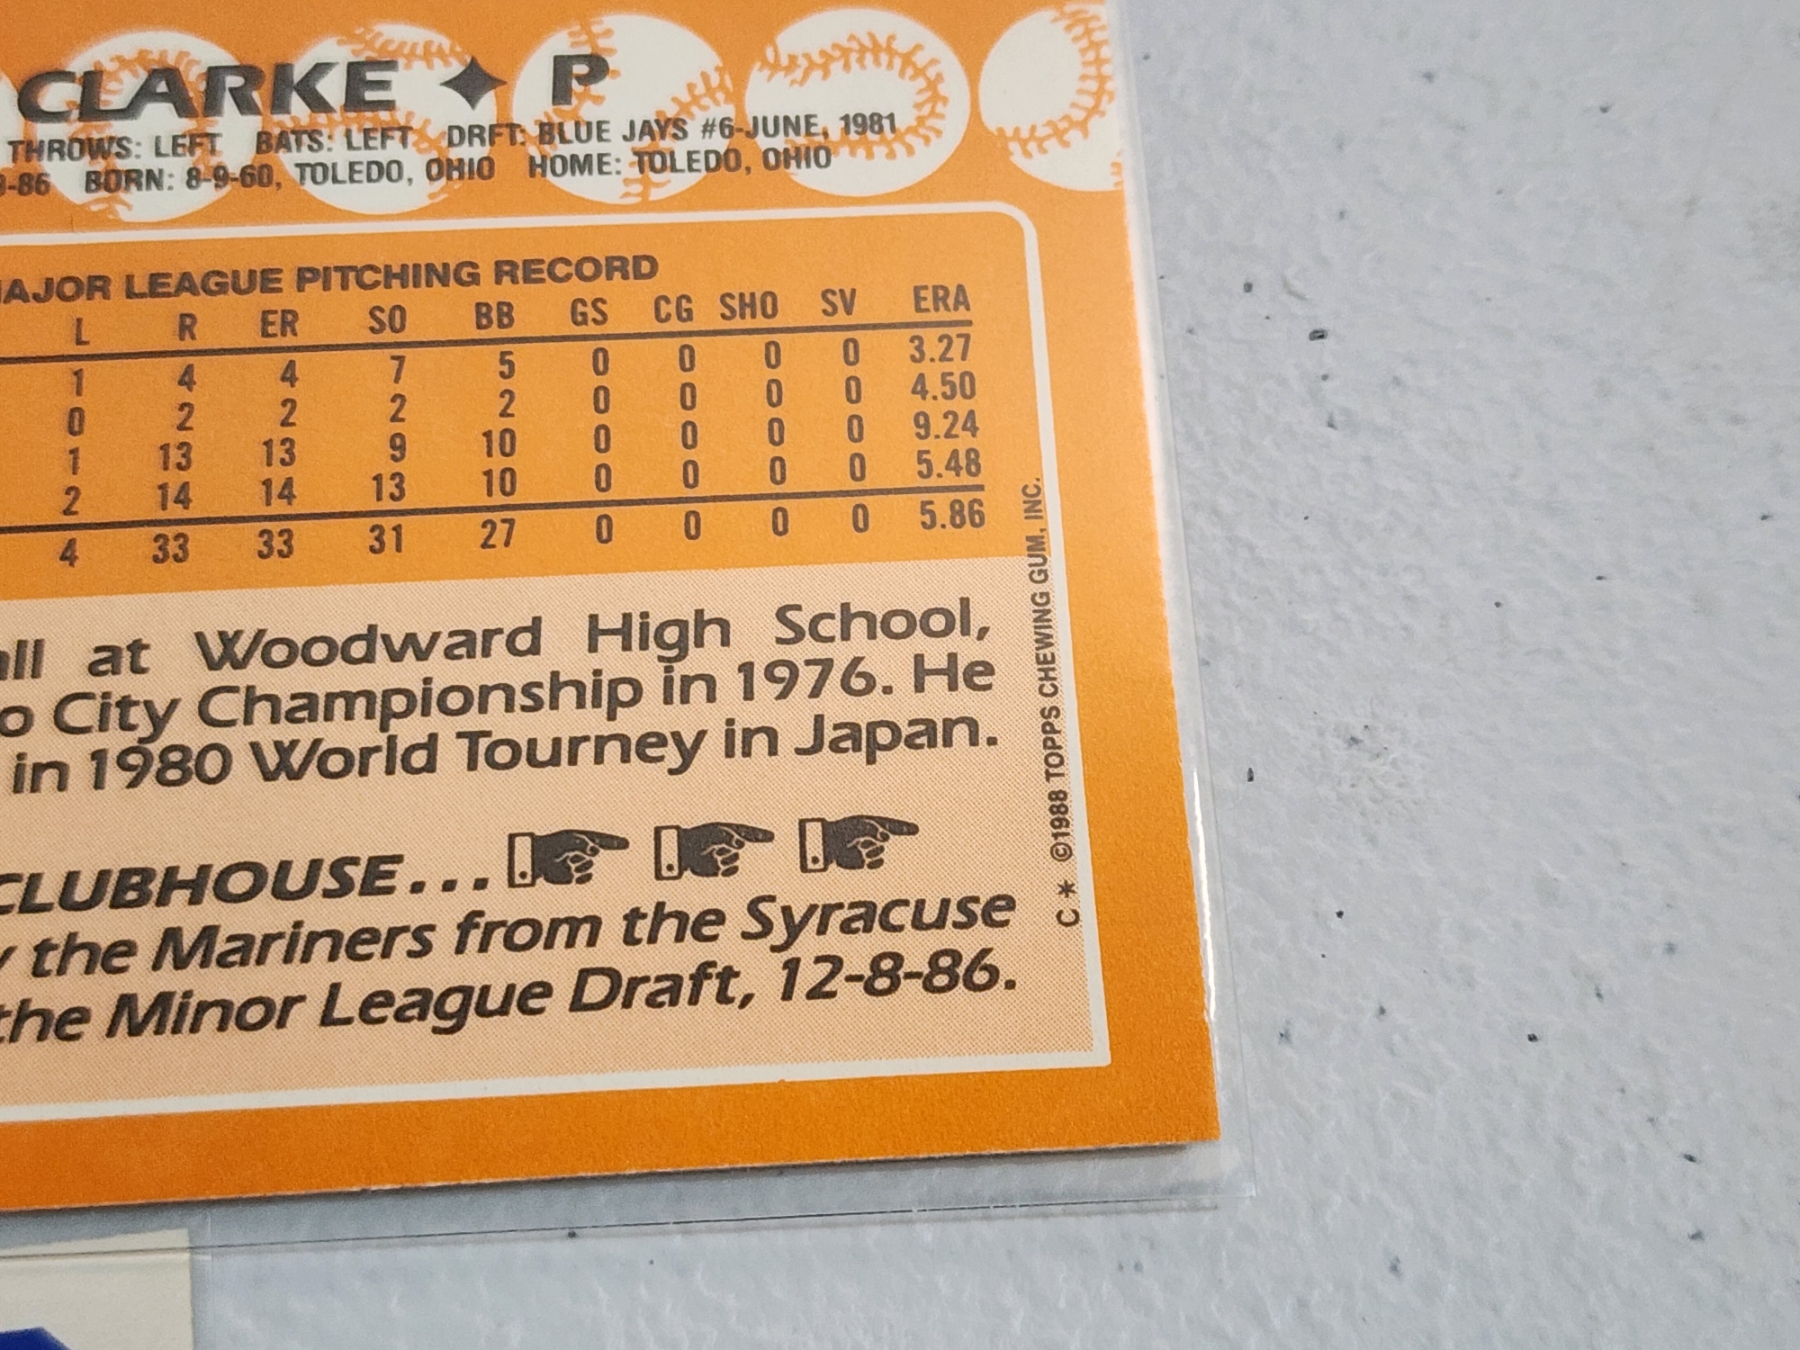 CLARKE ✦ P
THROWS: LEFT BATS: LEFT DRFT: BLUE JAYS #6-JUNE, 1981
-86 BORN: 8-9-60, TOLEDO, OHIO HOME: TOLEDO, OHIO
AJOR LEAGUE PITCHING RECORD
L R ER SO BB GS CG SHO SV ERA
1 4 4 7 5 0 0 0 0 3.27
0 2 2 2 2 0 0 0 0 4.50
1 13 13 9 10 0 0 0 0 9.24
2 14 14 13 10 0 0 0 0 5.48
4 33 33 31 27 0 0 0 0 5.86
all at Woodward High School,
o City Championship in 1976. He
in 1980 World Tourney in Japan.
CLUBHOUSE...
the Mariners from the Syracuse
the Minor League Draft, 12-8-86.
C * ©1988 TOPPS CHEWING GUM, INC.